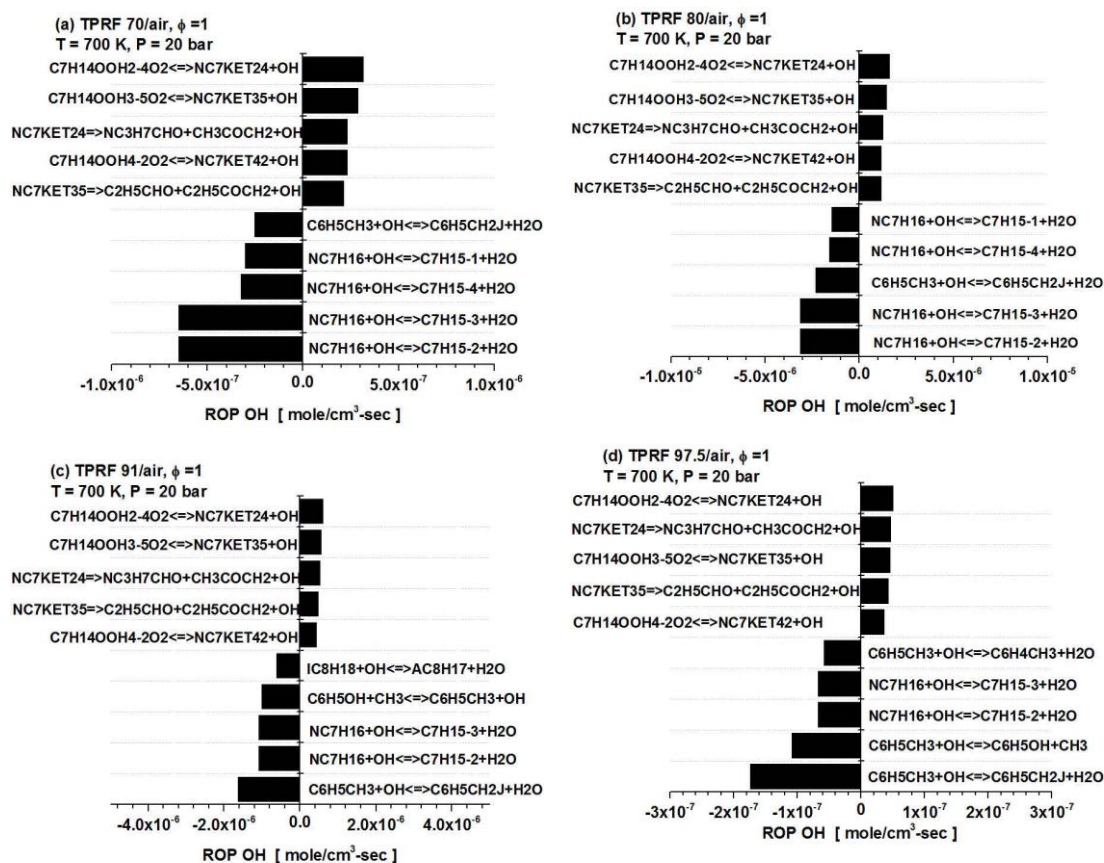 (a) TPRF 70/air, ϕ =1
T = 700 K, P = 20 bar
C7H14OOH2-4O2<=>NC7KET24+OH
C7H14OOH3-5O2<=>NC7KET35+OH
NC7KET24=>NC3H7CHO+CH3COCH2+OH
C7H14OOH4-2O2<=>NC7KET42+OH
NC7KET35=>C2H5CHO+C2H5COCH2+OH
C6H5CH3+OH<=>C6H5CH2J+H2O
NC7H16+OH<=>C7H15-1+H2O
NC7H16+OH<=>C7H15-4+H2O
NC7H16+OH<=>C7H15-3+H2O
NC7H16+OH<=>C7H15-2+H2O
-1.0x10⁻⁶ -5.0x10⁻⁷ 0.0 5.0x10⁻⁷ 1.0x10⁻⁶
ROP OH [ mole/cm³-sec ]
(b) TPRF 80/air, ϕ =1
T = 700 K, P = 20 bar
C7H14OOH2-4O2<=>NC7KET24+OH
C7H14OOH3-5O2<=>NC7KET35+OH
NC7KET24=>NC3H7CHO+CH3COCH2+OH
C7H14OOH4-2O2<=>NC7KET42+OH
NC7KET35=>C2H5CHO+C2H5COCH2+OH
NC7H16+OH<=>C7H15-1+H2O
NC7H16+OH<=>C7H15-4+H2O
C6H5CH3+OH<=>C6H5CH2J+H2O
NC7H16+OH<=>C7H15-3+H2O
NC7H16+OH<=>C7H15-2+H2O
-1.0x10⁻⁵ -5.0x10⁻⁶ 0.0 5.0x10⁻⁶ 1.0x10⁻⁵
ROP OH [ mole/cm³-sec ]
(c) TPRF 91/air, ϕ =1
T = 700 K, P = 20 bar
C7H14OOH2-4O2<=>NC7KET24+OH
C7H14OOH3-5O2<=>NC7KET35+OH
NC7KET24=>NC3H7CHO+CH3COCH2+OH
NC7KET35=>C2H5CHO+C2H5COCH2+OH
C7H14OOH4-2O2<=>NC7KET42+OH
IC8H18+OH<=>AC8H17+H2O
C6H5OH+CH3<=>C6H5CH3+OH
NC7H16+OH<=>C7H15-3+H2O
NC7H16+OH<=>C7H15-2+H2O
C6H5CH3+OH<=>C6H5CH2J+H2O
-4.0x10⁻⁶ -2.0x10⁻⁶ 0.0 2.0x10⁻⁶ 4.0x10⁻⁶
ROP OH [ mole/cm³-sec ]
(d) TPRF 97.5/air, ϕ =1
T = 700 K, P = 20 bar
C7H14OOH2-4O2<=>NC7KET24+OH
NC7KET24=>NC3H7CHO+CH3COCH2+OH
C7H14OOH3-5O2<=>NC7KET35+OH
NC7KET35=>C2H5CHO+C2H5COCH2+OH
C7H14OOH4-2O2<=>NC7KET42+OH
C6H5CH3+OH<=>C6H4CH3+H2O
NC7H16+OH<=>C7H15-3+H2O
NC7H16+OH<=>C7H15-2+H2O
C6H5CH3+OH<=>C6H5OH+CH3
C6H5CH3+OH<=>C6H5CH2J+H2O
-3x10⁻⁷ -2x10⁻⁷ -1x10⁻⁷ 0 1x10⁻⁷ 2x10⁻⁷ 3x10⁻⁷
ROP OH [ mole/cm³-sec ]